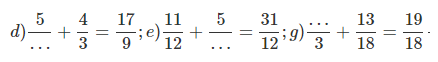 d) 5/... + 4/3 = 17/9; e) 11/12 + 5/... = 31/12; g) .../3 + 13/18 = 19/18.